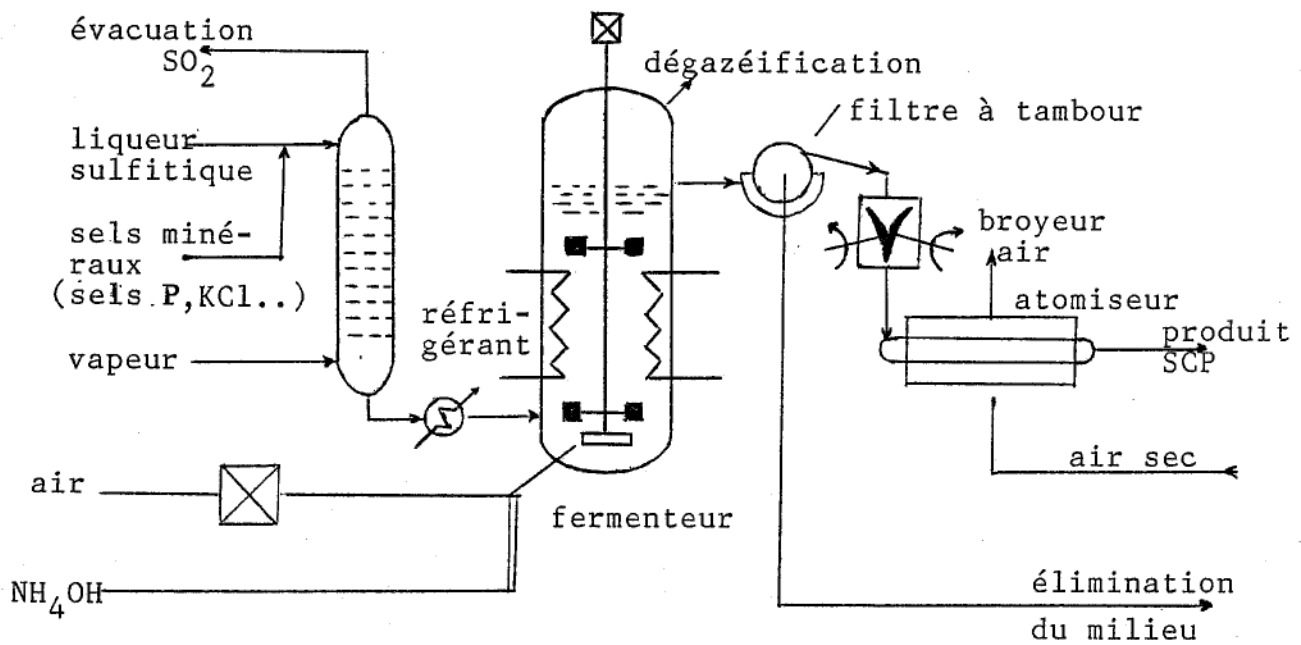 évacuation
SO2
liqueur
sulfitique
sels miné-
raux
(sels P,KCl..)
vapeur
réfri-
gérant
air
NH4OH
fermenteur
dégazéification
filtre à tambour
broyeur
air
atomiseur
produit
SCP
air sec
élimination
du milieu